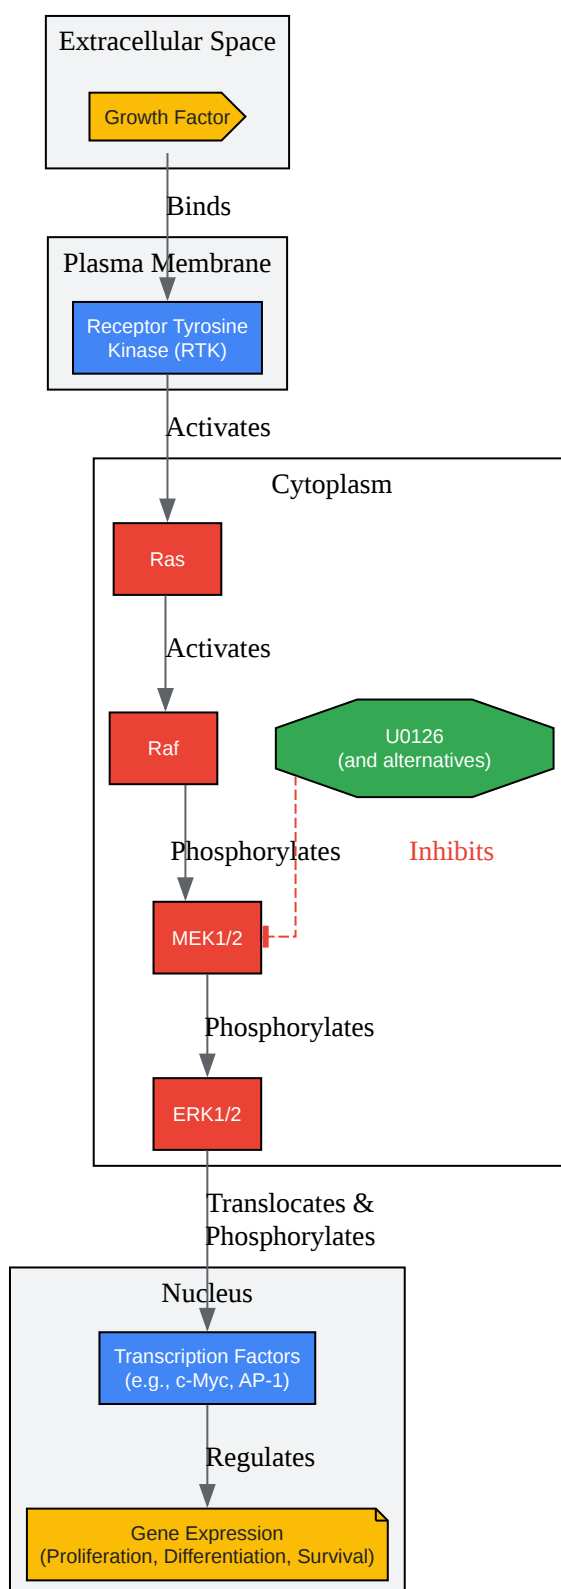 Extracellular Space
Growth Factor
Binds
Plasma Membrane
Receptor Tyrosine
Kinase (RTK)
Activates
Cytoplasm
Ras
Activates
Raf
U0126
(and alternatives)
Phosphorylates
Inhibits
MEK1/2
Phosphorylates
ERK1/2
Translocates &
Phosphorylates
Nucleus
Transcription Factors
(e.g., c-Myc, AP-1)
Regulates
Gene Expression
(Proliferation, Differentiation, Survival)